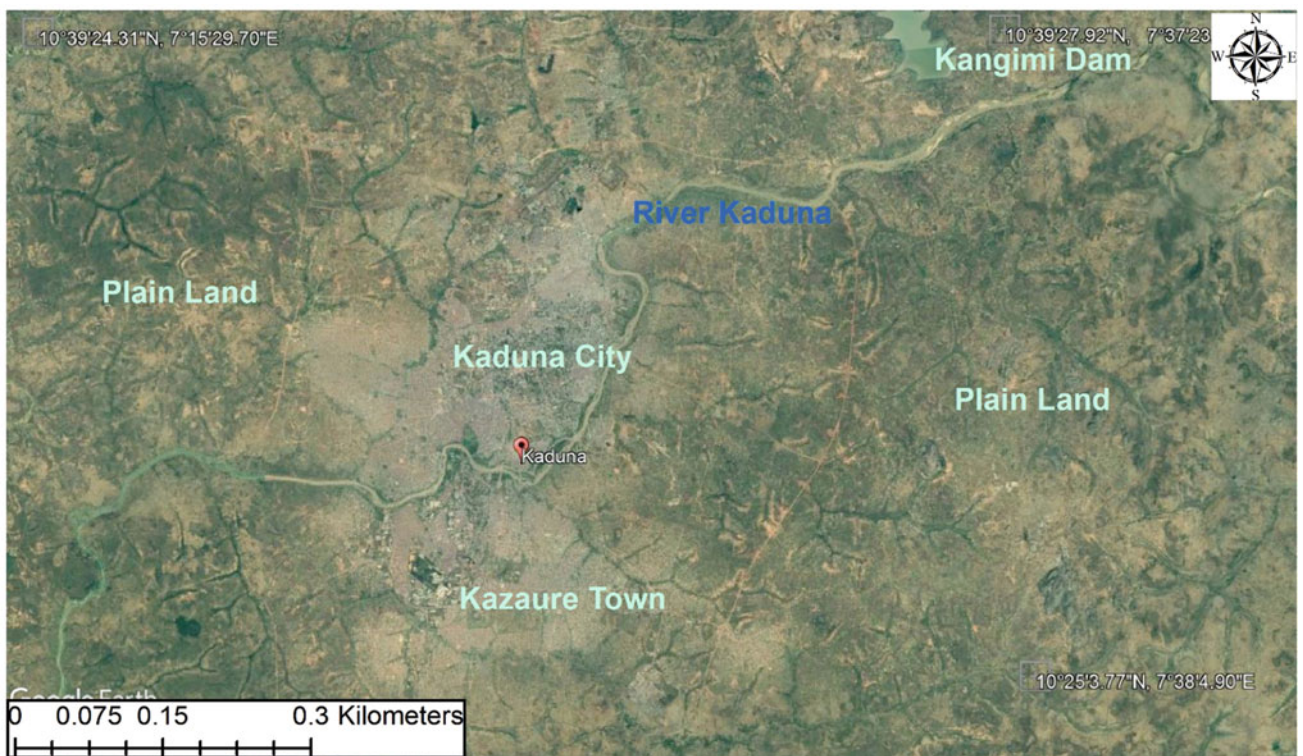 10°39'24.31"N, 7°15'29.70"E
10°39'27.92"N, 7°37'23
N
W E
S
Kangimi Dam
River Kaduna
Plain Land
Kaduna City
Plain Land
Kaduna
Kazaure Town
10°25'3.77"N, 7°38'4.90"E
Google Earth
0 0.075 0.15 0.3 Kilometers